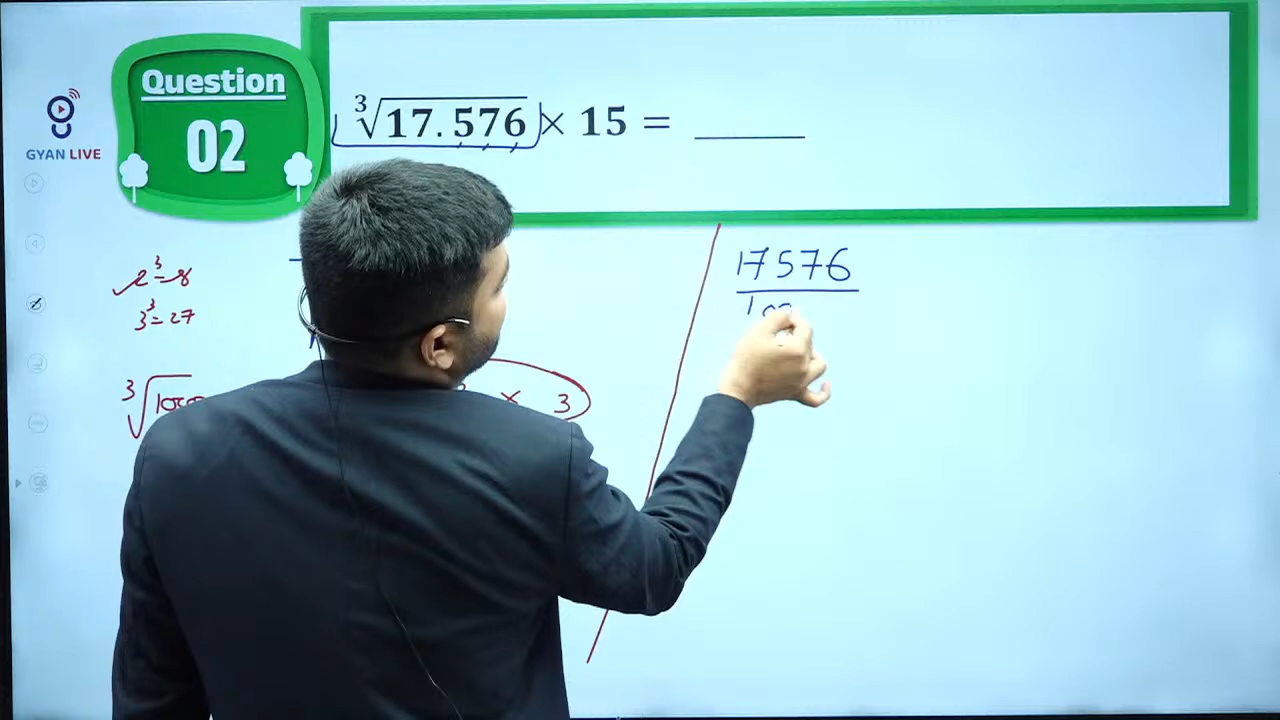 Question
02
GYAN LIVE
∛17.576 × 15 = ______
2³=8
3³=27
17576
× 3